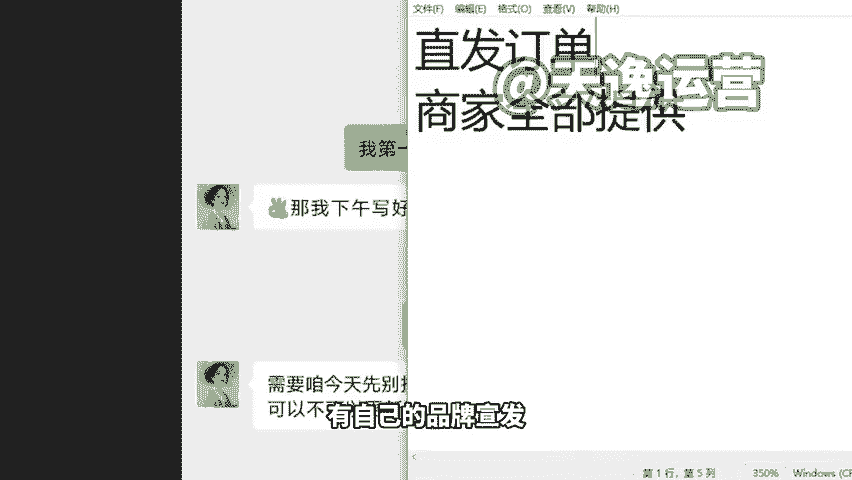 文件(F) 编辑(E) 格式(O) 查看(V) 帮助(H)
直发订单
@天逸运营
商家全部提供
我第一
那我下午写好
需要咱今天先别
可以不
有自己的品牌宣发
第 1 行，第 5 列 350% Windows (CR